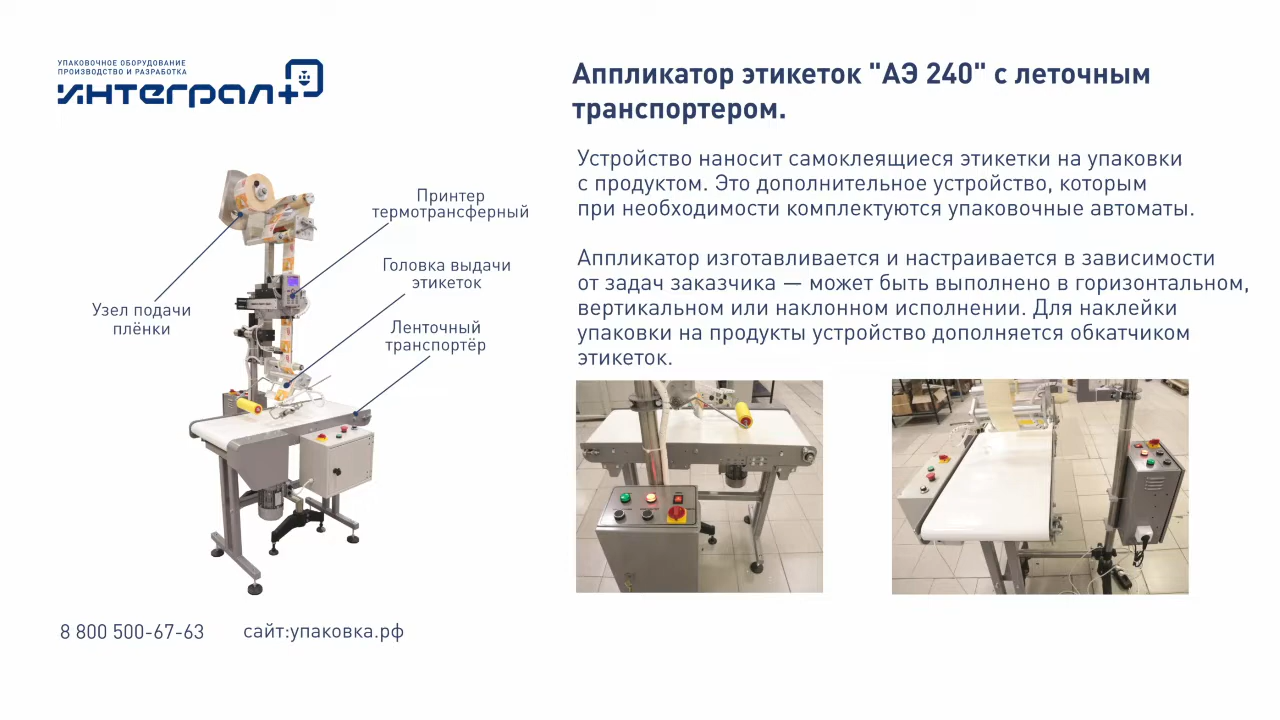 УПАКОВОЧНОЕ ОБОРУДОВАНИЕ
ПРОИЗВОДСТВО И РАЗРАБОТКА
интеграл+
Аппликатор этикеток "АЭ 240" с леточным
транспортером.
Устройство наносит самоклеящиеся этикетки на упаковки
с продуктом. Это дополнительное устройство, которым
при необходимости комплектуются упаковочные автоматы.
Аппликатор изготавливается и настраивается в зависимости
от задач заказчика — может быть выполнено в горизонтальном,
вертикальном или наклонном исполнении. Для наклейки
упаковки на продукты устройство дополняется обкатчиком
этикеток.
Принтер
термотрансферный
Головка выдачи
этикеток
Узел подачи
плёнки
Ленточный
транспортёр
8 800 500-67-63 сайт:упаковка.рф